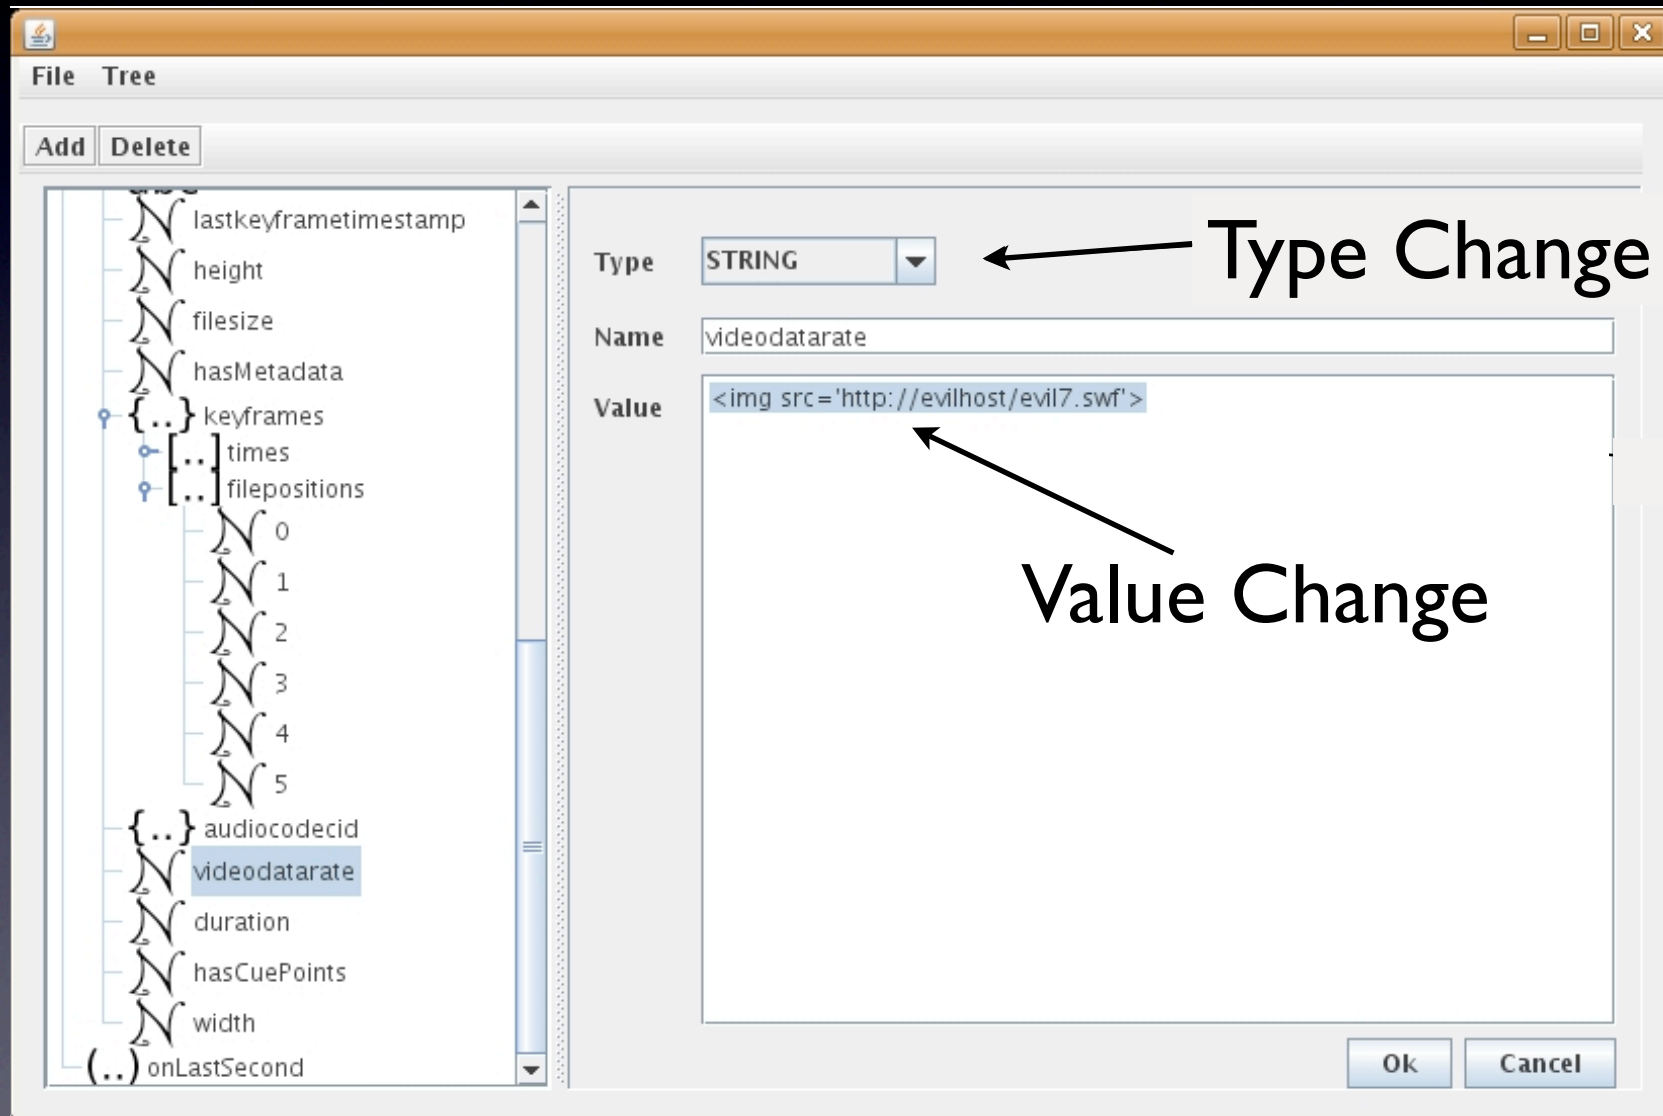 File Tree
Add Delete
lastkeyframetimestamp
height
filesize
hasMetadata
{..} keyframes
[..] times
[..] filepositions
N 0
N 1
N 2
N 3
N 4
N 5
{..} audiocodecid
N videodatarate
N duration
N hasCuePoints
N width
(..) onLastSecond
Type STRING
Type Change
Name videodatarate
Value <img src='http://evilhost/evil7.swf'>
Value Change
Ok Cancel